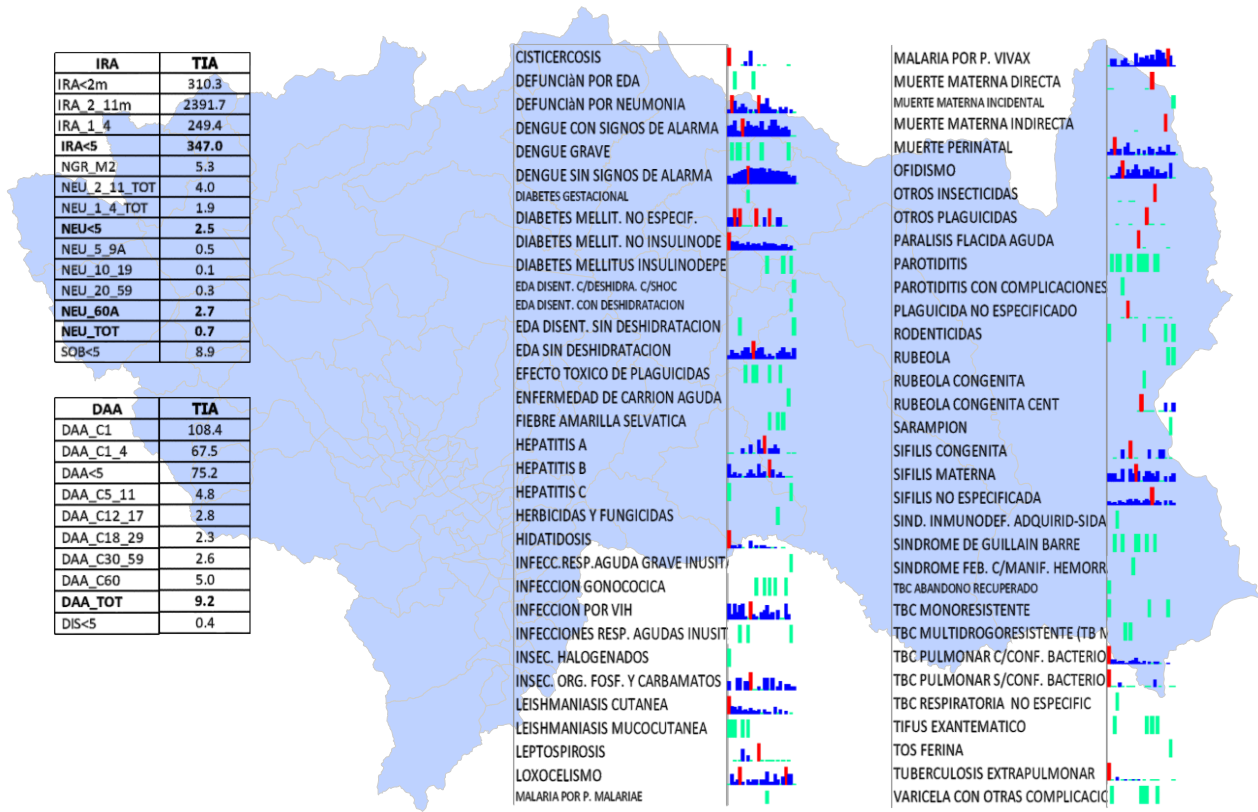 IRA TIA
IRA<2m 310.3
IRA_2_11m 2391.7
IRA_1_4 249.4
IRA<5 347.0
NGR_M2 5.3
NEU_2_11_TOT 4.0
NEU_1_4_TOT 1.9
NEU<5 2.5
NEU_5_9A 0.5
NEU_10_19 0.1
NEU_20_59 0.3
NEU_60A 2.7
NEU_TOT 0.7
SOB<5 8.9
DAA TIA
DAA_C1 108.4
DAA_C1_4 67.5
DAA<5 75.2
DAA_C5_11 4.8
DAA_C12_17 2.8
DAA_C18_29 2.3
DAA_C30_59 2.6
DAA_C60 5.0
DAA_TOT 9.2
DIS<5 0.4
CISTICERCOSIS
DEFUNCIàN POR EDA
DEFUNCIàN POR NEUMONIA
DENGUE CON SIGNOS DE ALARMA
DENGUE GRAVE
DENGUE SIN SIGNOS DE ALARMA
DIABETES GESTACIONAL
DIABETES MELLIT. NO ESPECIF.
DIABETES MELLIT. NO INSULINODE
DIABETES MELLITUS INSULINODEPE
EDA DISENT. C/DESHIDRA. C/SHOC
EDA DISENT. CON DESHIDRATACION
EDA DISENT. SIN DESHIDRATACION
EDA SIN DESHIDRATACION
EFECTO TOXICO DE PLAGUICIDAS
ENFERMEDAD DE CARRION AGUDA
FIEBRE AMARILLA SELVATICA
HEPATITIS A
HEPATITIS B
HEPATITIS C
HERBICIDAS Y FUNGICIDAS
HIDATIDOSIS
INFECC.RESP.AGUDA GRAVE INUSIT
INFECCION GONOCOCICA
INFECCION POR VIH
INFECCIONES RESP. AGUDAS INUSIT
INSEC. HALOGENADOS
INSEC. ORG. FOSF. Y CARBAMATOS
LEISHMANIASIS CUTANEA
LEISHMANIASIS MUCOCUTANEA
LEPTOSPIROSIS
LOXOCELISMO
MALARIA POR P. MALARIAE
MALARIA POR P. VIVAX
MUERTE MATERNA DIRECTA
MUERTE MATERNA INCIDENTAL
MUERTE MATERNA INDIRECTA
MUERTE PERINATAL
OFIDISMO
OTROS INSECTICIDAS
OTROS PLAGUICIDAS
PARALISIS FLACIDA AGUDA
PAROTIDITIS
PAROTIDITIS CON COMPLICACIONES
PLAGUICIDA NO ESPECIFICADO
RODENTICIDAS
RUBEOLA
RUBEOLA CONGENITA
RUBEOLA CONGENITA CENT
SARAMPION
SIFILIS CONGENITA
SIFILIS MATERNA
SIFILIS NO ESPECIFICADA
SIND. INMUNODEF. ADQUIRID-SIDA
SINDROME DE GUILLAIN BARRE
SINDROME FEB. C/MANIF. HEMORR
TBC ABANDONO RECUPERADO
TBC MONORESISTENTE
TBC MULTIDROGORESISTENTE (TB M
TBC PULMONAR C/CONF. BACTERIO
TBC PULMONAR S/CONF. BACTERIO
TBC RESPIRATORIA NO ESPECIFIC
TIFUS EXANTEMATICO
TOS FERINA
TUBERCULOSIS EXTRAPULMONAR
VARICELA CON OTRAS COMPLICACIC